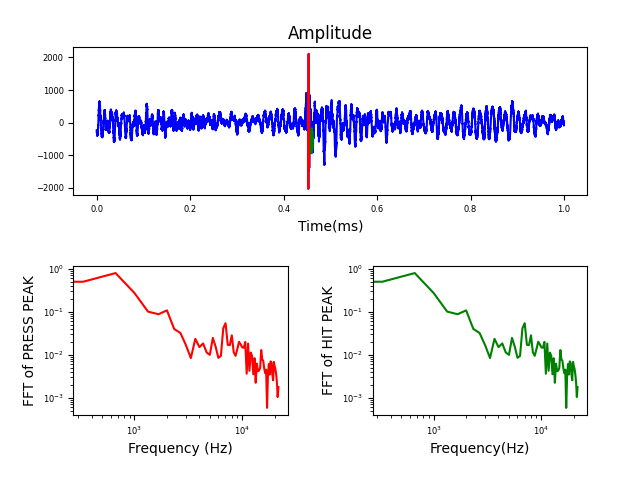 Amplitude
2000
1000
0
−1000
−2000
0.0 0.2 0.4 0.6 0.8 1.0
Time(ms)
FFT of PRESS PEAK
10⁰
10⁻¹
10⁻²
10⁻³
10³ 10⁴
Frequency (Hz)
FFT of HIT PEAK
10⁰
10⁻¹
10⁻²
10⁻³
10³ 10⁴
Frequency(Hz)